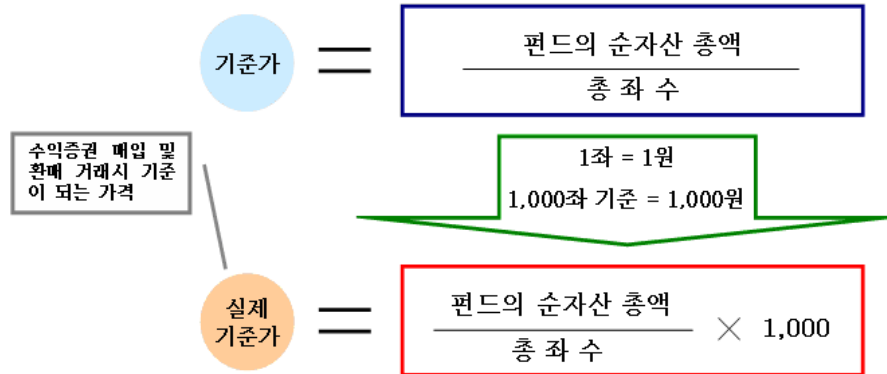 기준가
=
펀드의 순자산 총액
총 좌 수
수익증권 매입 및
환매 거래시 기준
이 되는 가격
1좌 = 1원
1,000좌 기준 = 1,000원
실제
기준가
=
펀드의 순자산 총액
총 좌 수
× 1,000